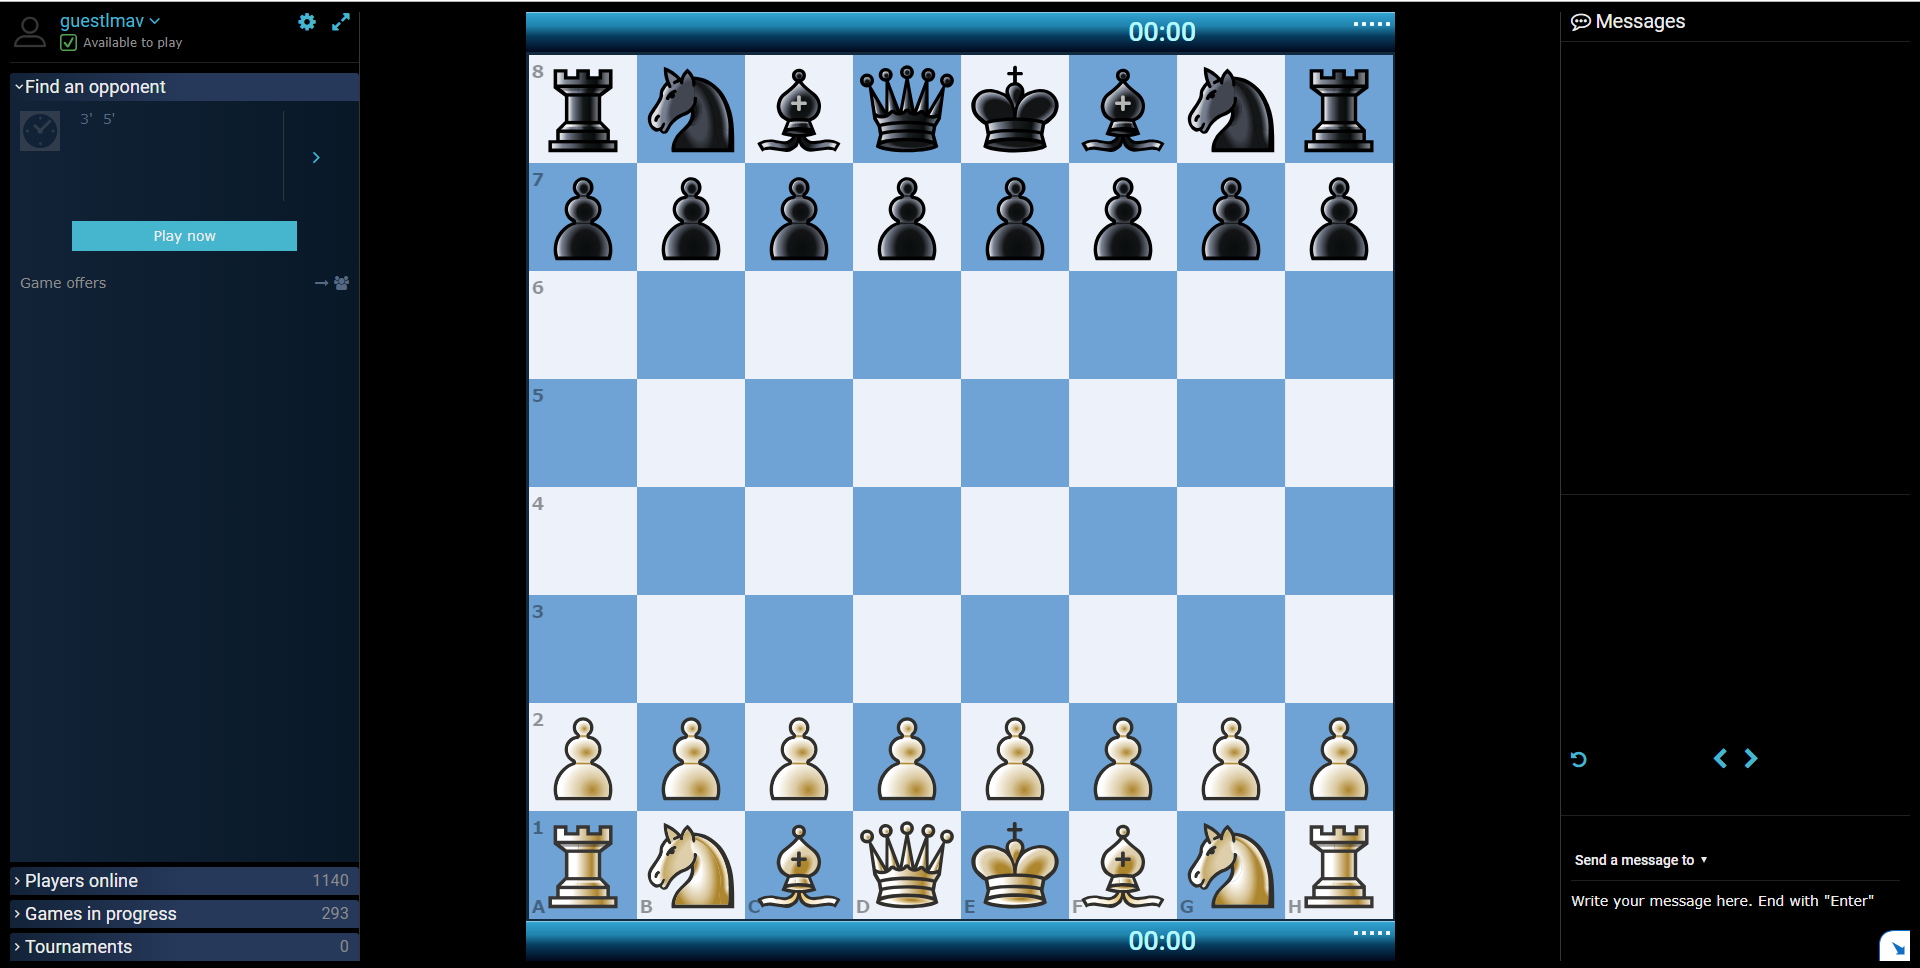 guestlmav
Available to play
Find an opponent
3' 5'
Play now
Game offers
Players online 1140
Games in progress 293
Tournaments 0
00:00
8
7
6
5
4
3
2
1
A B C D E F G H
00:00
Messages
Send a message to
Write your message here. End with "Enter"